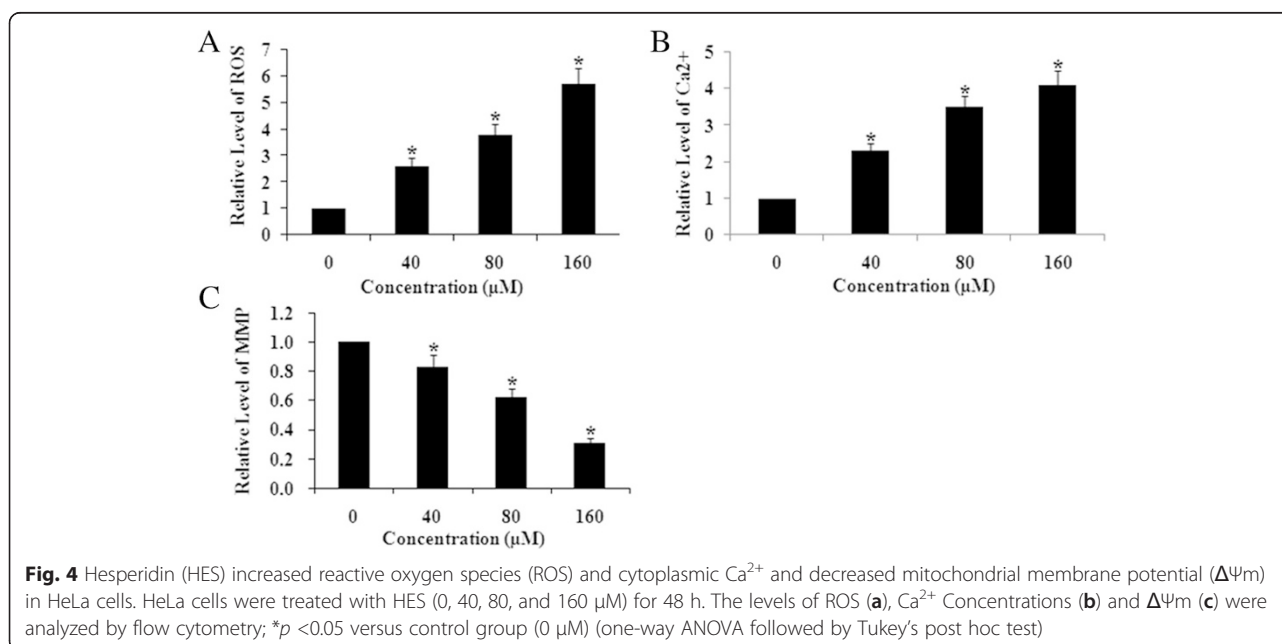 A
7
6
5
4
3
2
1
0
Relative Level of ROS
*
*
*
0 40 80 160
Concentration (μM)
B
5
4
3
2
1
0
Relative Level of Ca2+
*
*
*
0 40 80 160
Concentration (μM)
C
1.2
1.0
0.8
0.6
0.4
0.2
0.0
Relative Level of MMP
*
*
*
0 40 80 160
Concentration (μM)
Fig. 4 Hesperidin (HES) increased reactive oxygen species (ROS) and cytoplasmic Ca²⁺ and decreased mitochondrial membrane potential (ΔΨm)
in HeLa cells. HeLa cells were treated with HES (0, 40, 80, and 160 μM) for 48 h. The levels of ROS (a), Ca²⁺ Concentrations (b) and ΔΨm (c) were
analyzed by flow cytometry; *p <0.05 versus control group (0 μM) (one-way ANOVA followed by Tukey's post hoc test)